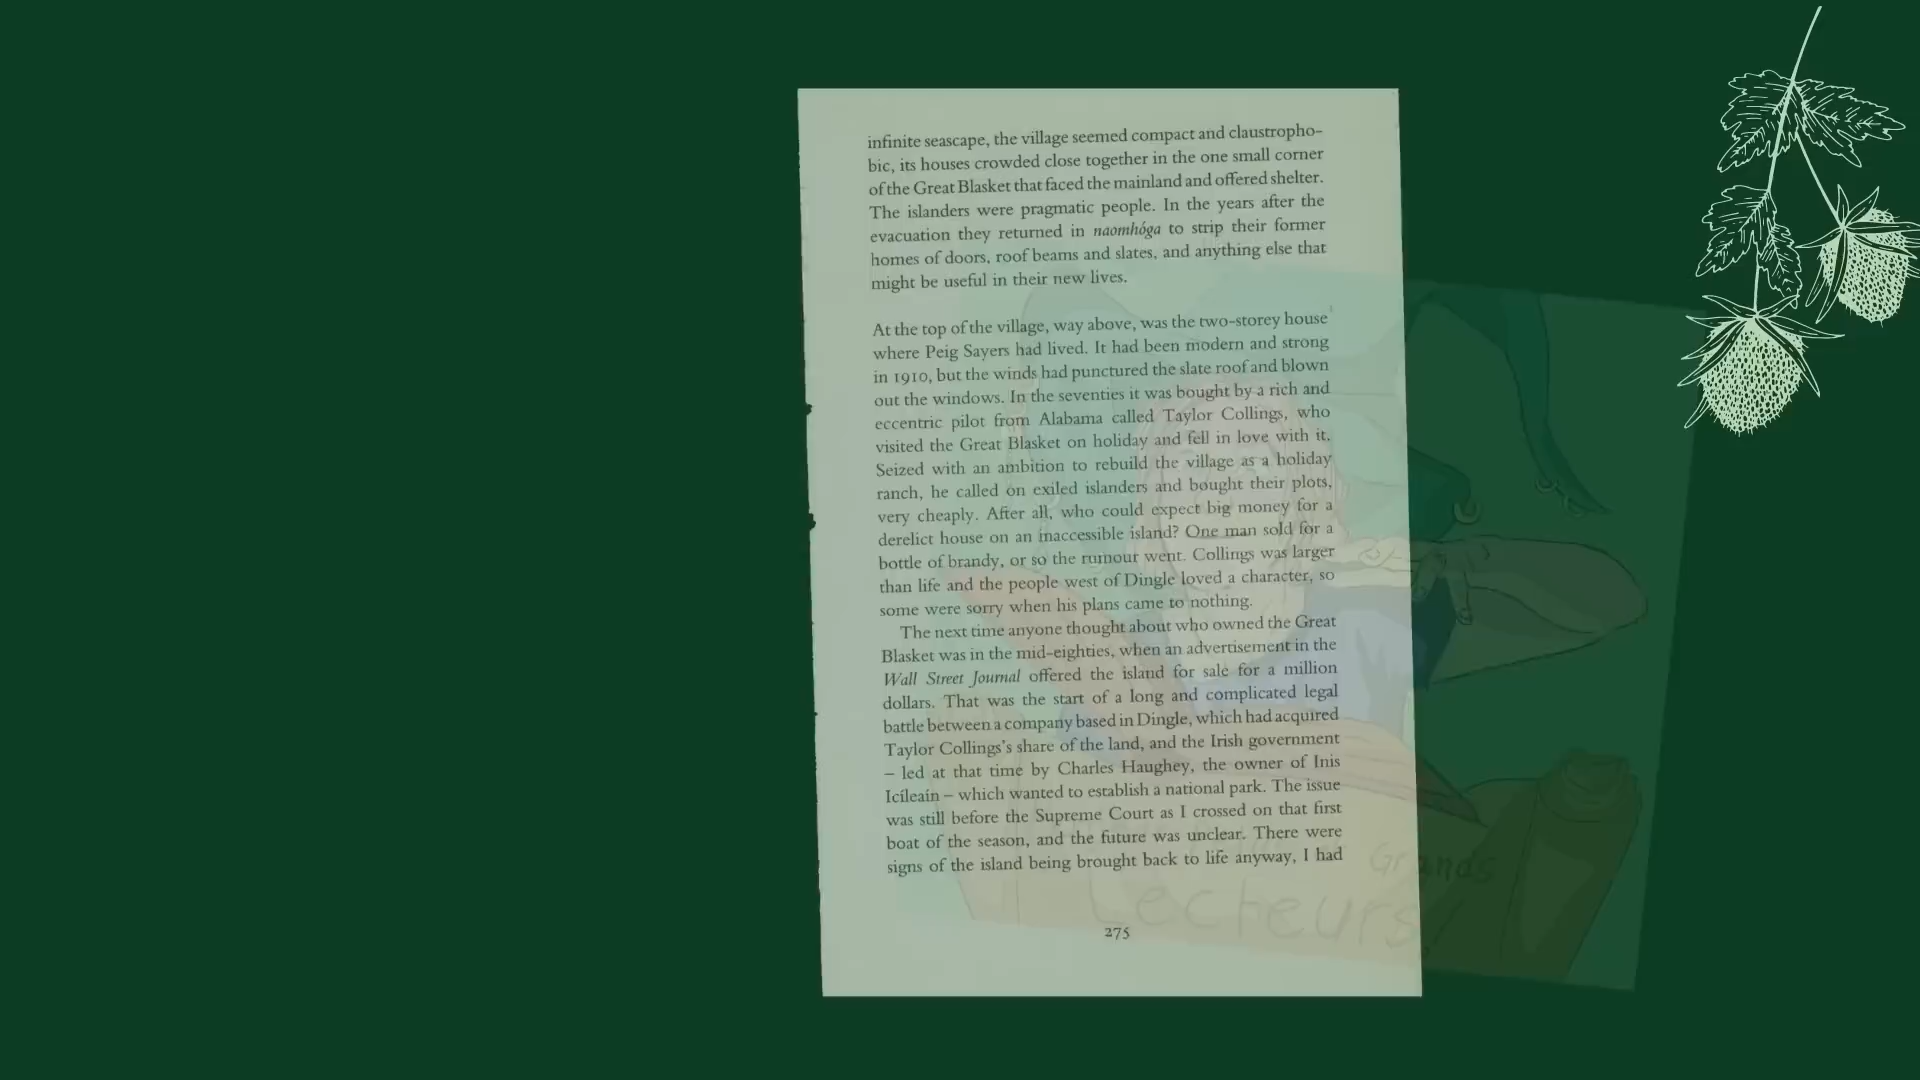 infinite seascape, the village seemed compact and claustropho-
bic, its houses crowded close together in the one small corner
of the Great Blasket that faced the mainland and offered shelter.
The islanders were pragmatic people. In the years after the
evacuation they returned in naomhóga to strip their former
homes of doors, roof beams and slates, and anything else that
might be useful in their new lives.
At the top of the village, way above, was the two-storey house
where Peig Sayers had lived. It had been modern and strong
in 1910, but the winds had punctured the slate roof and blown
out the windows. In the seventies it was bought by a rich and
eccentric pilot from Alabama called Taylor Collings, who
visited the Great Blasket on holiday and fell in love with it.
Seized with an ambition to rebuild the village as a holiday
ranch, he called on exiled islanders and bought their plots,
very cheaply. After all, who could expect big money for a
derelict house on an inaccessible island? One man sold for a
bottle of brandy, or so the rumour went. Collings was larger
than life and the people west of Dingle loved a character, so
some were sorry when his plans came to nothing.
The next time anyone thought about who owned the Great
Blasket was in the mid-eighties, when an advertisement in the
Wall Street Journal offered the island for sale for a million
dollars. That was the start of a long and complicated legal
battle between a company based in Dingle, which had acquired
Taylor Collings's share of the land, and the Irish government
– led at that time by Charles Haughey, the owner of Inis
Icíleaín – which wanted to establish a national park. The issue
was still before the Supreme Court as I crossed on that first
boat of the season, and the future was unclear. There were
signs of the island being brought back to life anyway, I had
Grands
Lecteurs
275